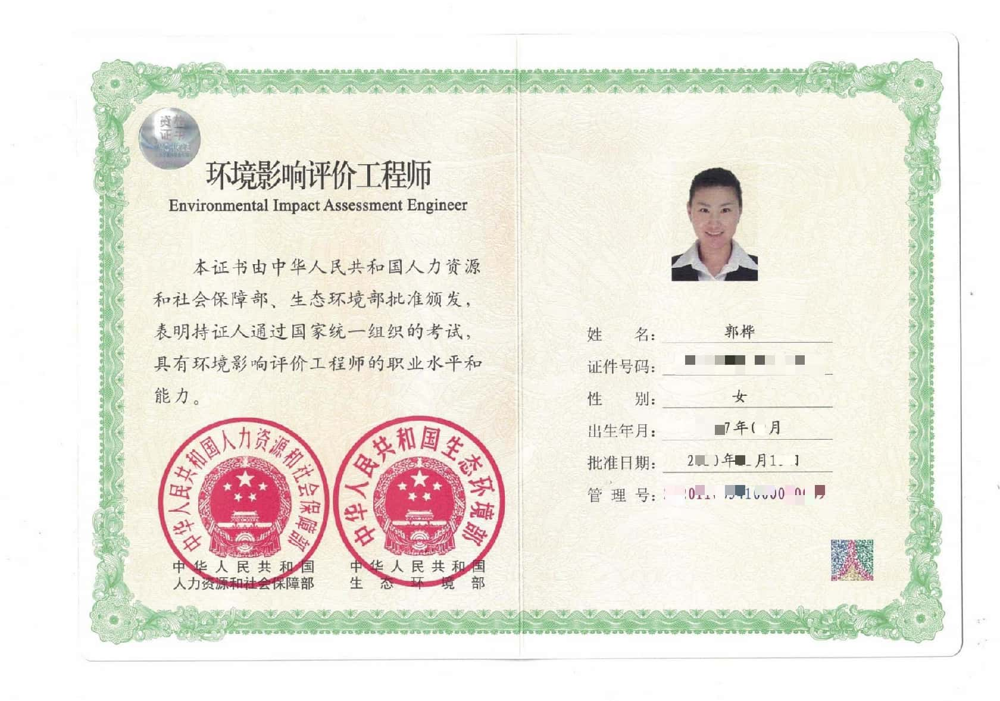 资格
证书
环境影响评价工程师
Environmental Impact Assessment Engineer
本证书由中华人民共和国人力资源
和社会保障部、生态环境部批准颁发，
表明持证人通过国家统一组织的考试，
具有环境影响评价工程师的职业水平和
能力。
中华人民共和国人力资源和社会保障部
中华人民共和国生态环境部
中华人民共和国
人力资源和社会保障部
中华人民共和国
生态环境部
姓名：郭桦
证件号码：
性别：女
出生年月：7年 月
批准日期：2 年 月1
管理号：